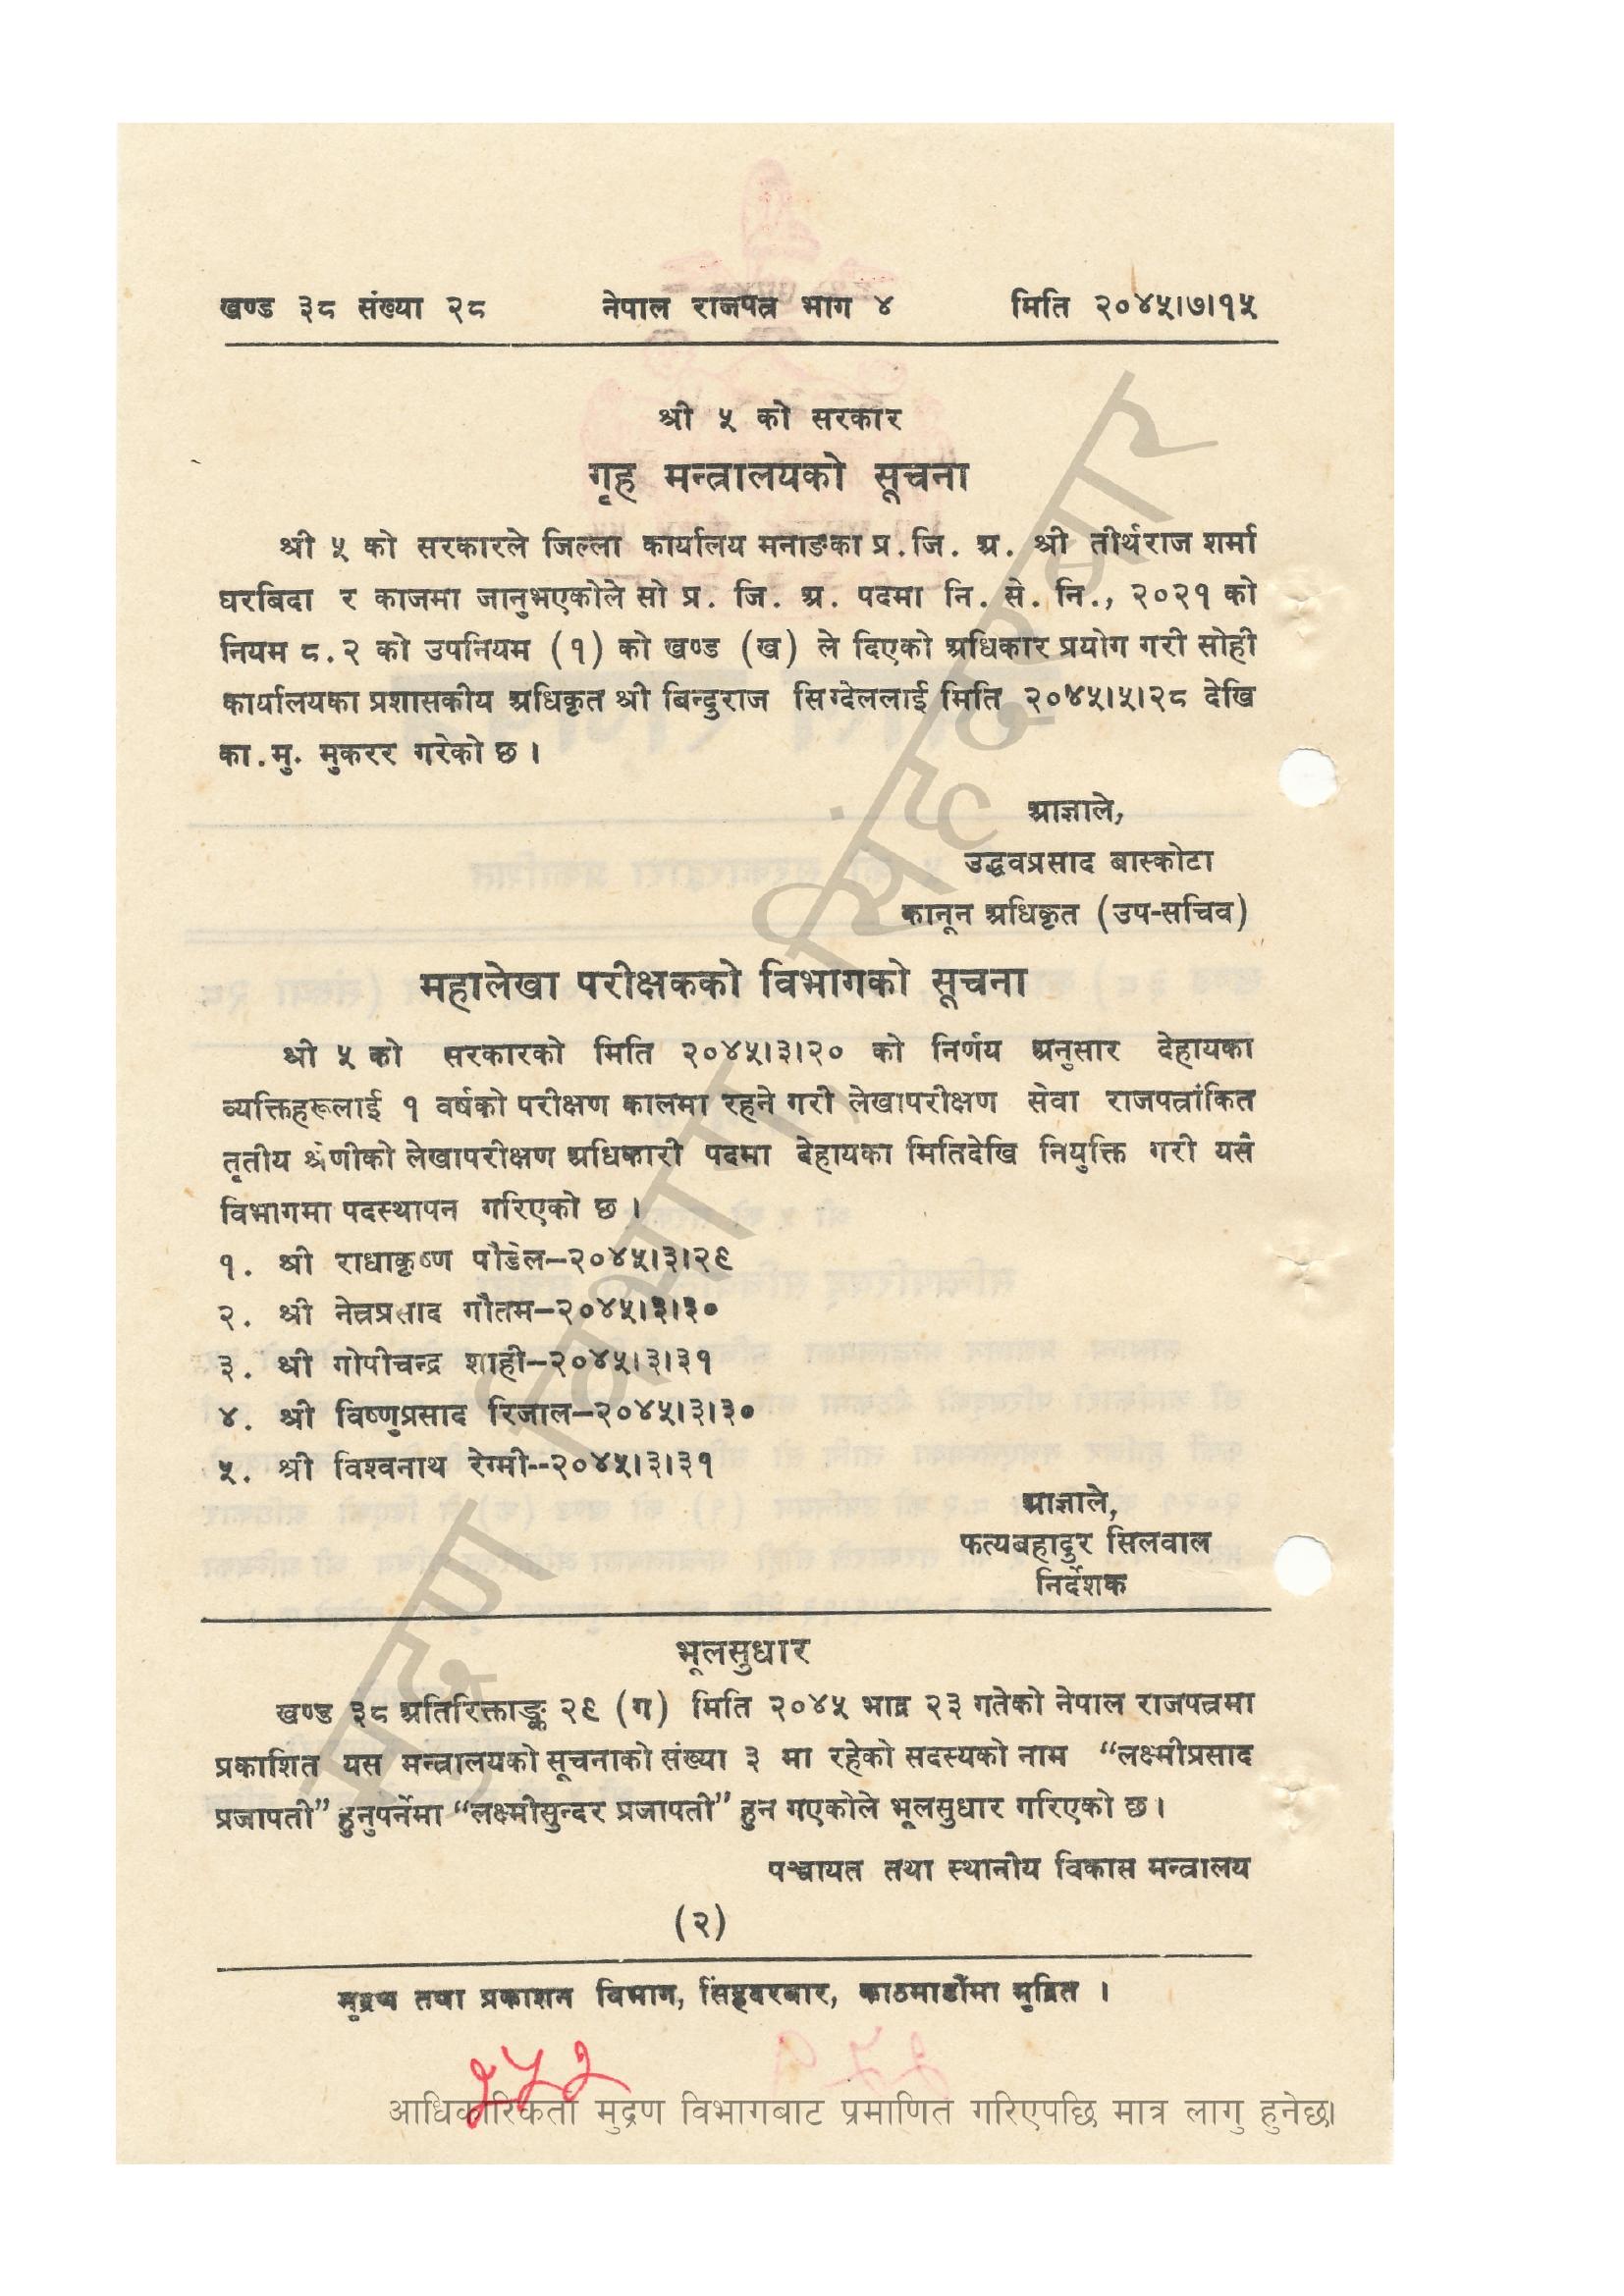 खण्ड ३८ संख्या २८ नेपाल राजपत्र भाग ४ मिति २०४५।७।१५
श्री ५ को सरकार
गृह मन्त्रालयको सूचना
श्री ५ को सरकारले जिल्ला कार्यालय मनाङका प्र.जि. अ. श्री तीर्थराज शर्मा
घरबिदा र काजमा जानुभएकोले सो प्र. जि. अ. पदमा नि. से. नि., २०२१ को
नियम ८.२ को उपनियम (१) को खण्ड (ख) ले दिएको अधिकार प्रयोग गरी सोही
कार्यालयका प्रशासकीय अधिकृत श्री बिन्दुराज सिग्देललाई मिति २०४५।५।२८ देखि
का.मु. मुकरर गरेको छ ।
आज्ञाले,
उद्धवप्रसाद बास्कोटा
कानून अधिकृत (उप-सचिव)
महालेखा परीक्षकको विभागको सूचना
श्री ५ को सरकारको मिति २०४५।३।२० को निर्णय अनुसार देहायका
व्यक्तिहरूलाई १ वर्षको परीक्षण कालमा रहने गरी लेखापरीक्षण सेवा राजपत्रांकित
तृतीय श्रेणीको लेखापरीक्षण अधिकारी पदमा देहायका मितिदेखि नियुक्ति गरी यसै
विभागमा पदस्थापन गरिएको छ ।
१. श्री राधाकृष्ण पौडेल–२०४५।३।२९
२. श्री नेत्रप्रसाद गौतम–२०४५।३।३०
३. श्री गोपीचन्द्र शाही–२०४५।३।३१
४. श्री विष्णुप्रसाद रिजाल–२०४५।३।३०
५. श्री विश्वनाथ रेग्मी--२०४५।३।३१
आज्ञाले,
फत्यबहादुर सिलवाल
निर्देशक
भूलसुधार
खण्ड ३८ अतिरिक्ताङ्क २९ (ग) मिति २०४५ भाद्र २३ गतेको नेपाल राजपत्रमा
प्रकाशित यस मन्त्रालयको सूचनाको संख्या ३ मा रहेको सदस्यको नाम “लक्ष्मीप्रसाद
प्रजापती” हुनुपर्नेमा “लक्ष्मीसुन्दर प्रजापती” हुन गएकोले भूलसुधार गरिएको छ।
पञ्चायत तथा स्थानीय विकास मन्त्रालय
(२)
मुद्रण तथा प्रकाशन विभाग, सिंहदरबार, काठमाडौंमा मुद्रित ।
२५२
आधिकारिकता मुद्रण विभागबाट प्रमाणित गरिएपछि मात्र लागु हुनेछ।
मुद्रण विभाग, सिंहदरबार